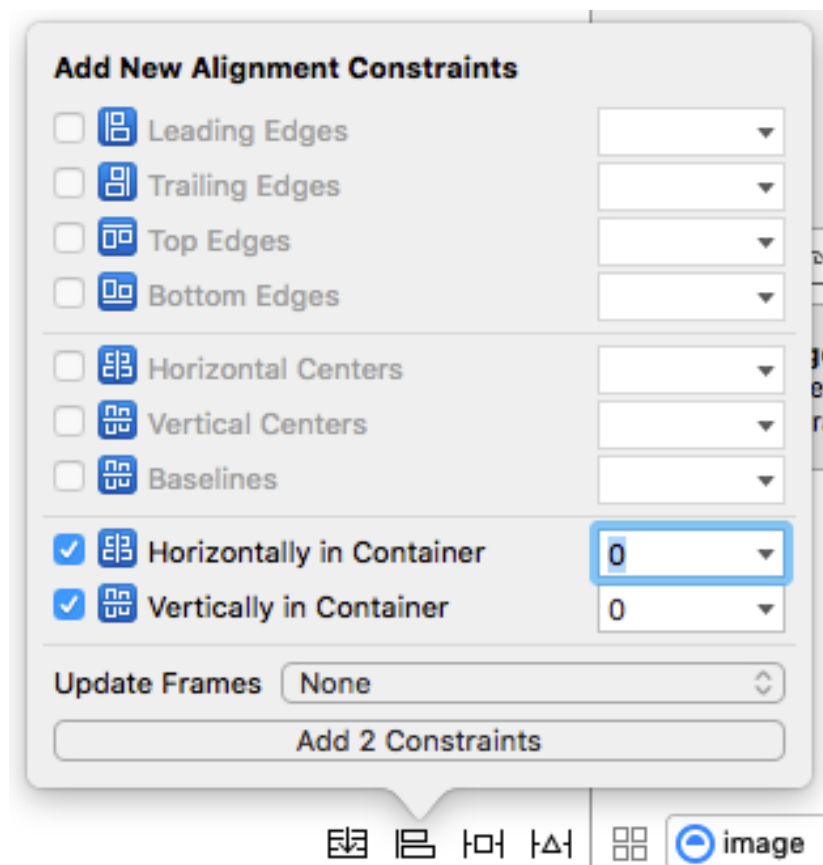 Add New Alignment Constraints
Leading Edges
Trailing Edges
Top Edges
Bottom Edges
Horizontal Centers
Vertical Centers
Baselines
Horizontally in Container 0
Vertically in Container 0
Update Frames None
Add 2 Constraints
image